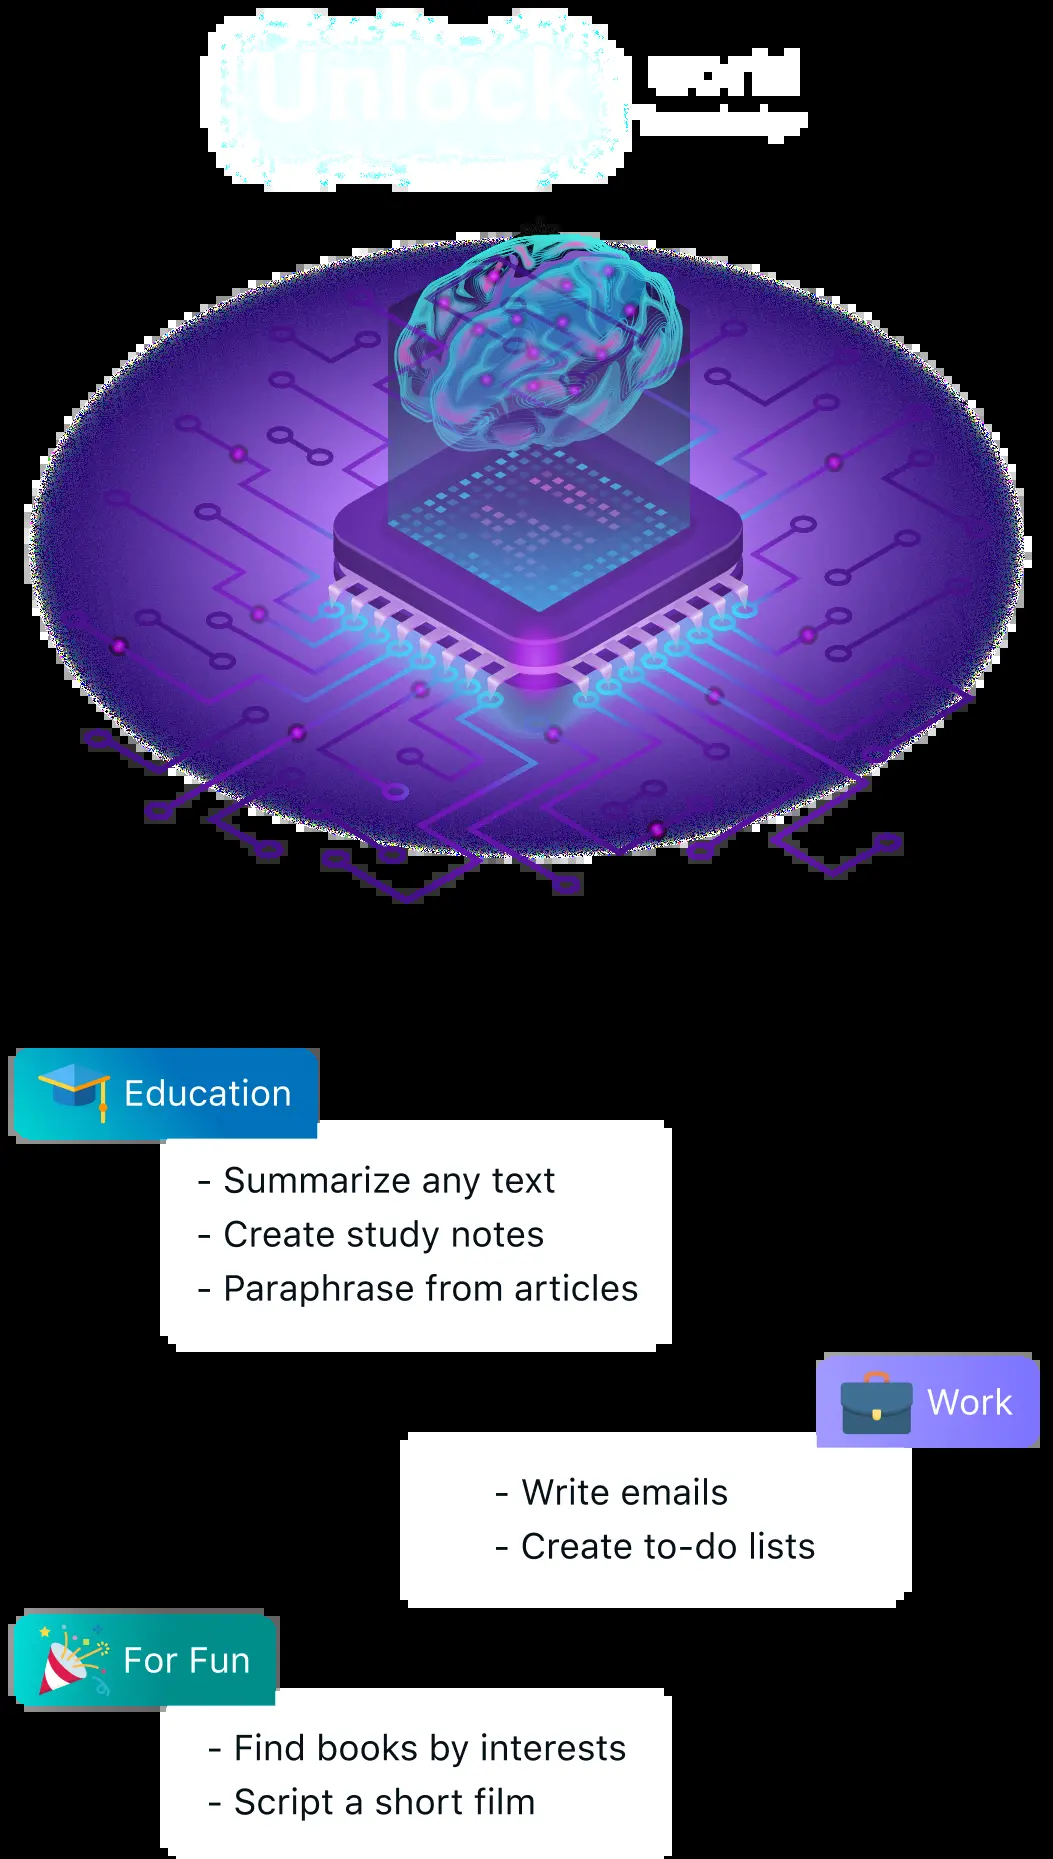 Unlock world
Education
- Summarize any text
- Create study notes
- Paraphrase from articles
Work
- Write emails
- Create to-do lists
For Fun
- Find books by interests
- Script a short film